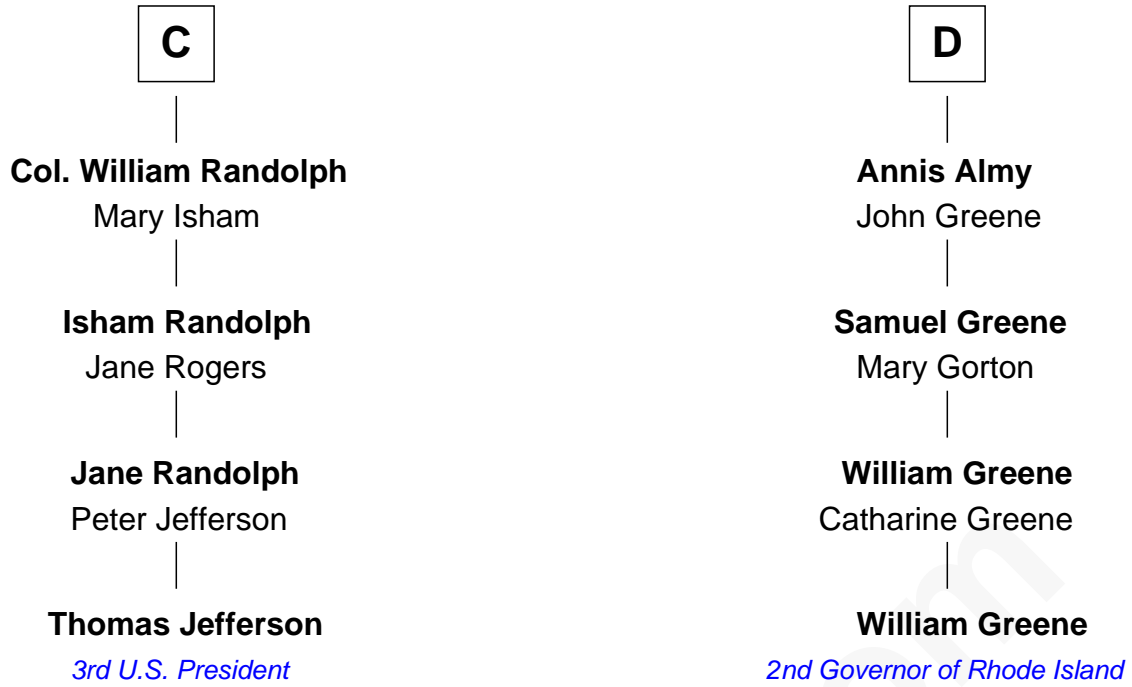 C
Col. William Randolph
Mary Isham
Isham Randolph
Jane Rogers
Jane Randolph
Peter Jefferson
Thomas Jefferson
3rd U.S. President
D
Annis Almy
John Greene
Samuel Greene
Mary Gorton
William Greene
Catharine Greene
William Greene
2nd Governor of Rhode Island